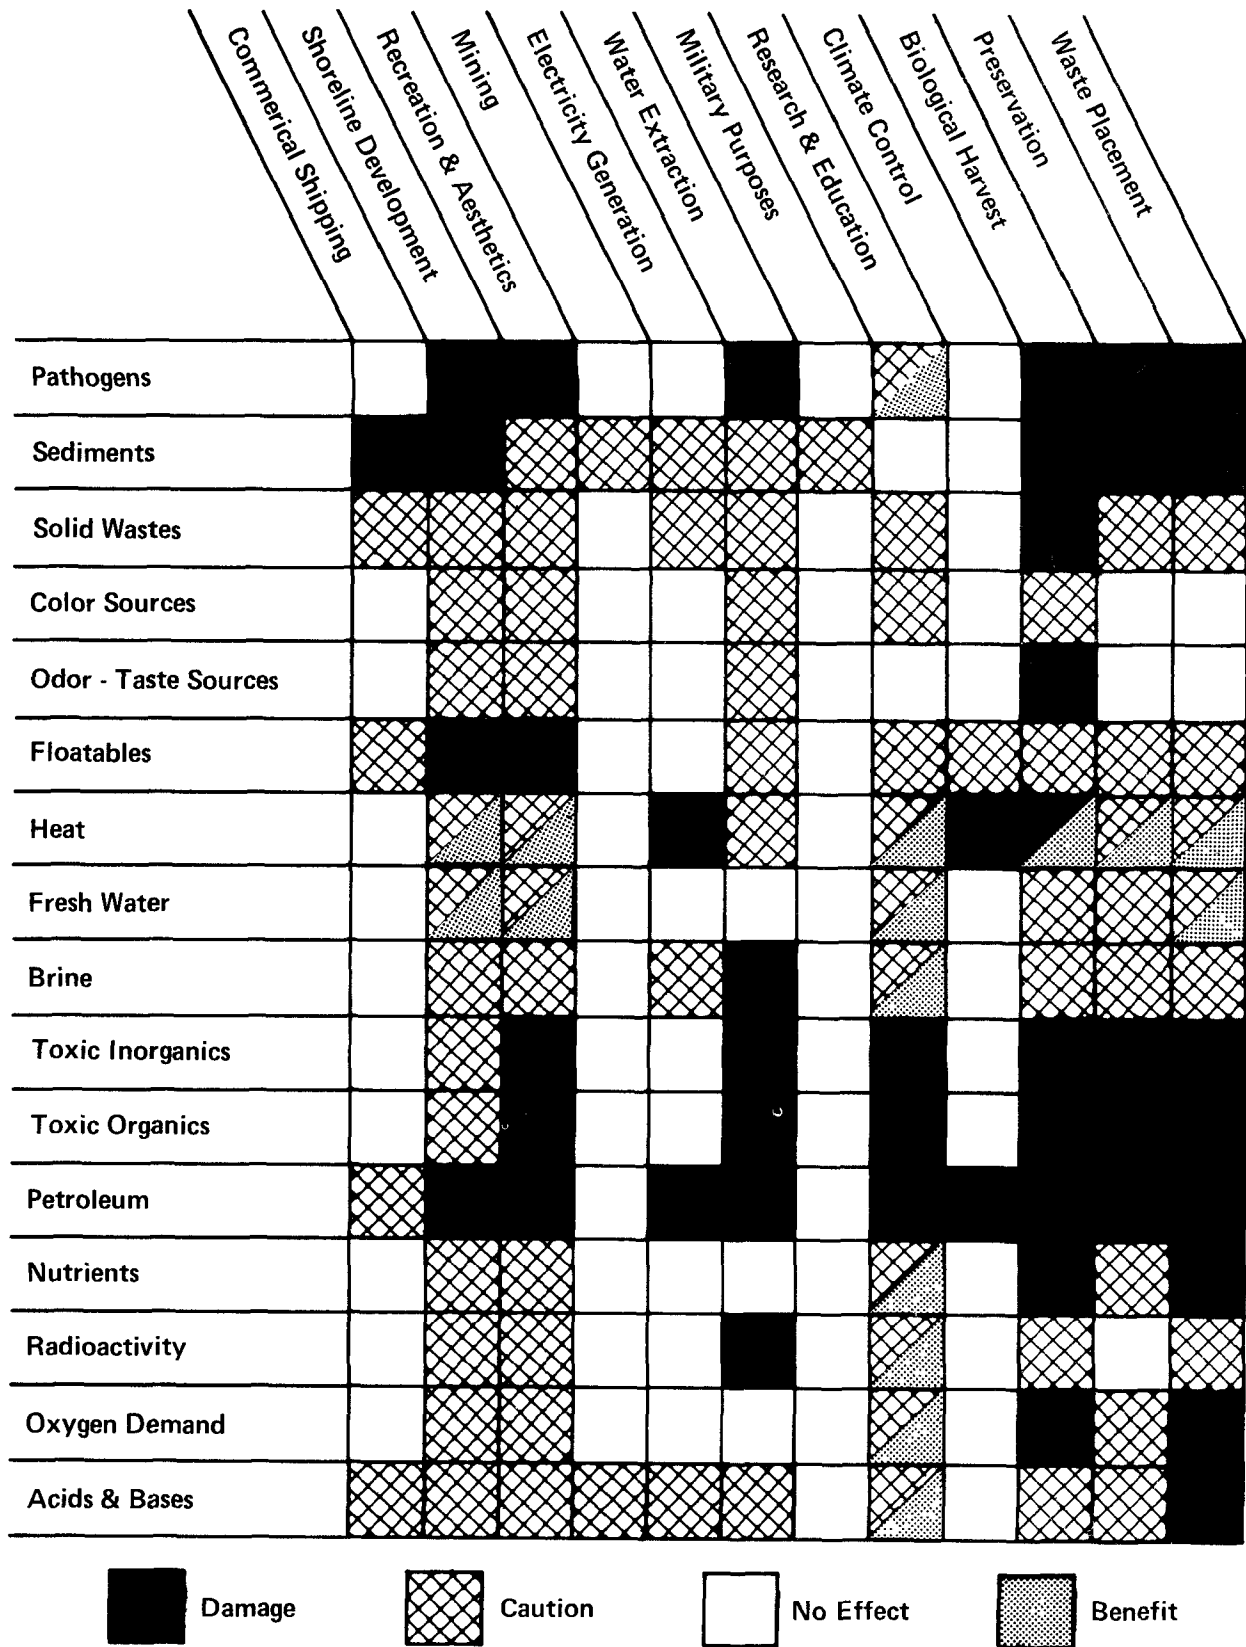 Commerical Shipping
Shoreline Development
Recreation & Aesthetics
Mining
Electricity Generation
Water Extraction
Military Purposes
Research & Education
Climate Control
Biological Harvest
Preservation
Waste Placement
Pathogens
Sediments
Solid Wastes
Color Sources
Odor - Taste Sources
Floatables
Heat
Fresh Water
Brine
Toxic Inorganics
Toxic Organics
Petroleum
Nutrients
Radioactivity
Oxygen Demand
Acids & Bases
Damage
Caution
No Effect
Benefit